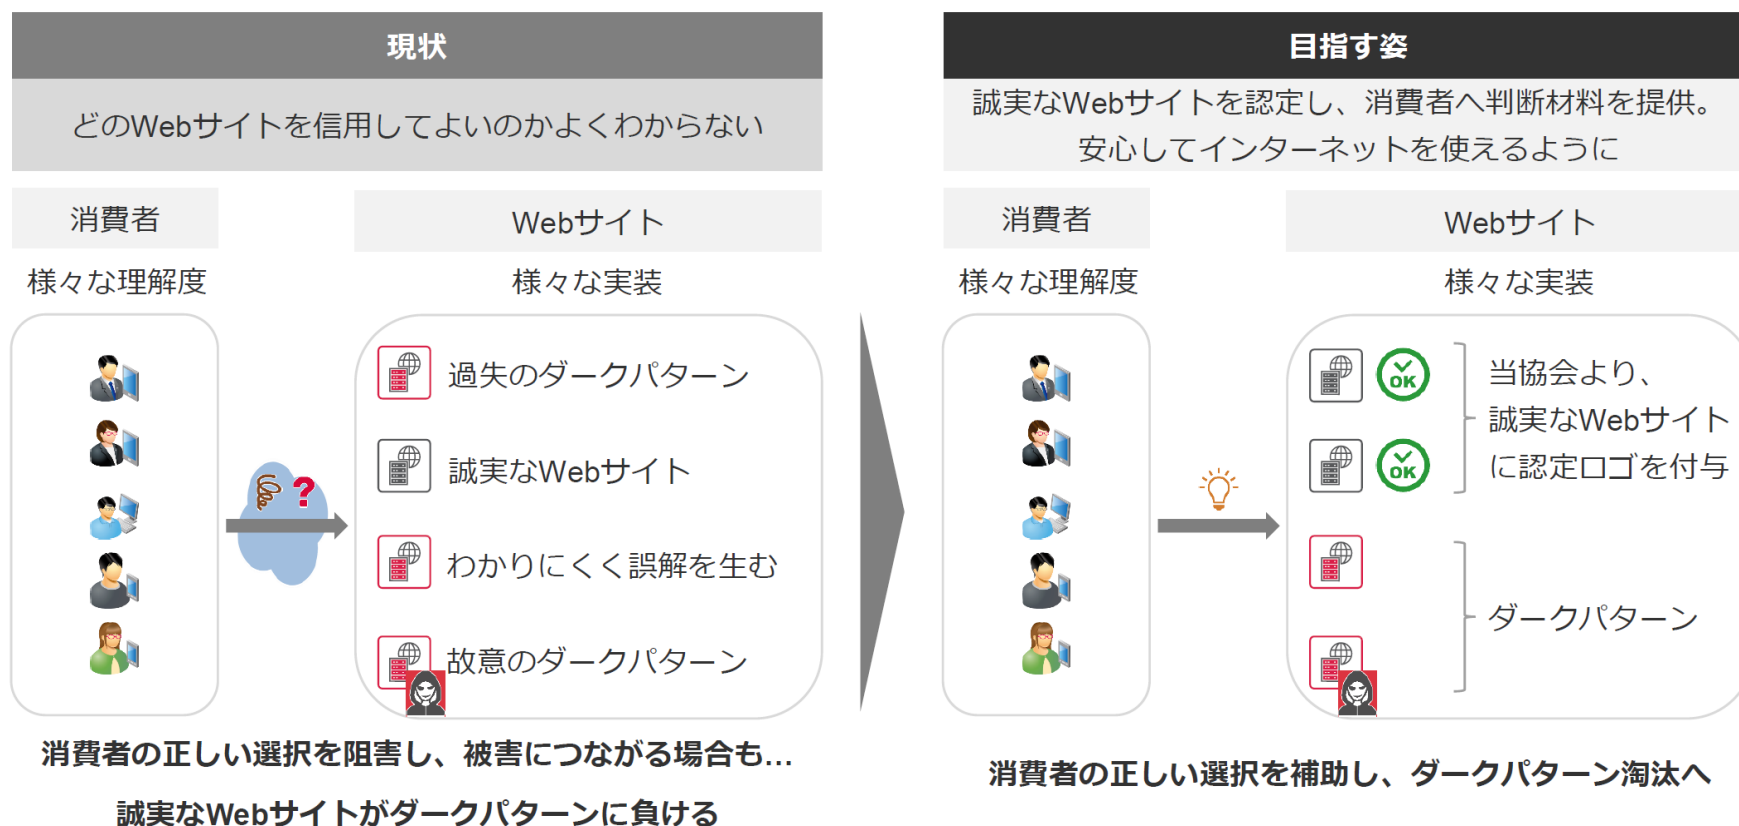 現状
どのWebサイトを信用してよいのかよくわからない
消費者
Webサイト
様々な理解度
様々な実装
過失のダークパターン
誠実なWebサイト
?
わかりにくく誤解を生む
故意のダークパターン
消費者の正しい選択を阻害し、被害につながる場合も…
誠実なWebサイトがダークパターンに負ける
目指す姿
誠実なWebサイトを認定し、消費者へ判断材料を提供。
安心してインターネットを使えるように
消費者
Webサイト
様々な理解度
様々な実装
OK
OK
当協会より、
誠実なWebサイト
に認定ロゴを付与
ダークパターン
消費者の正しい選択を補助し、ダークパターン淘汰へ